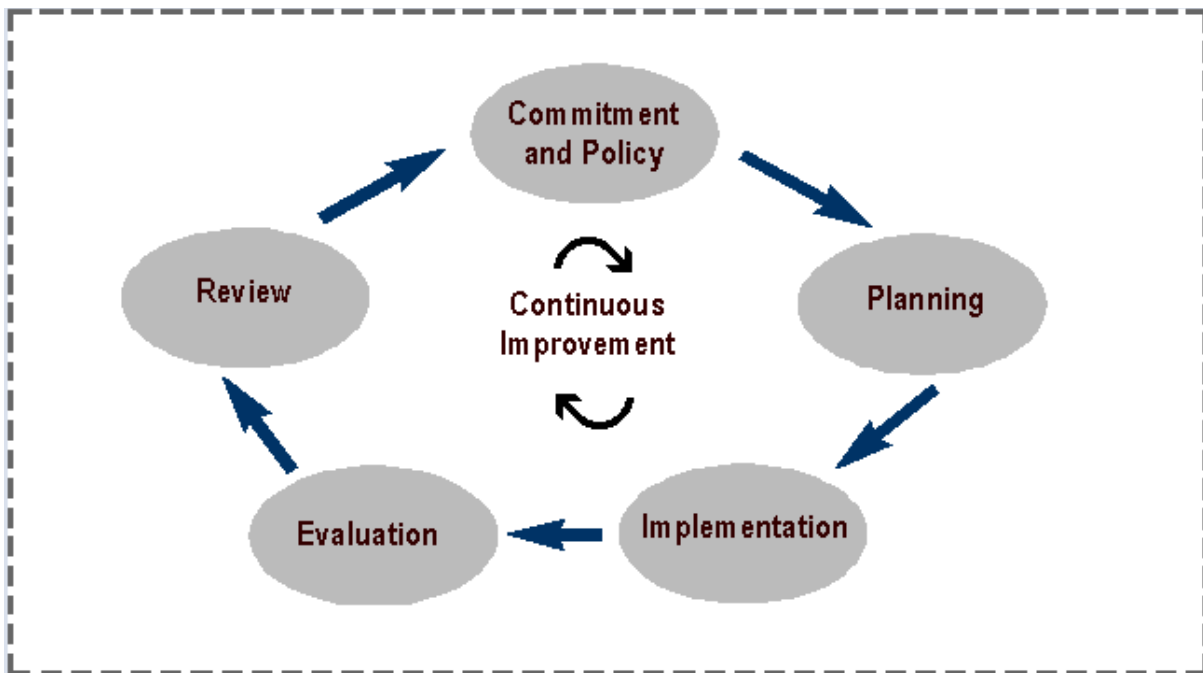 Commitment
and Policy
Review
Planning
Continuous
Improvement
Evaluation
Implementation